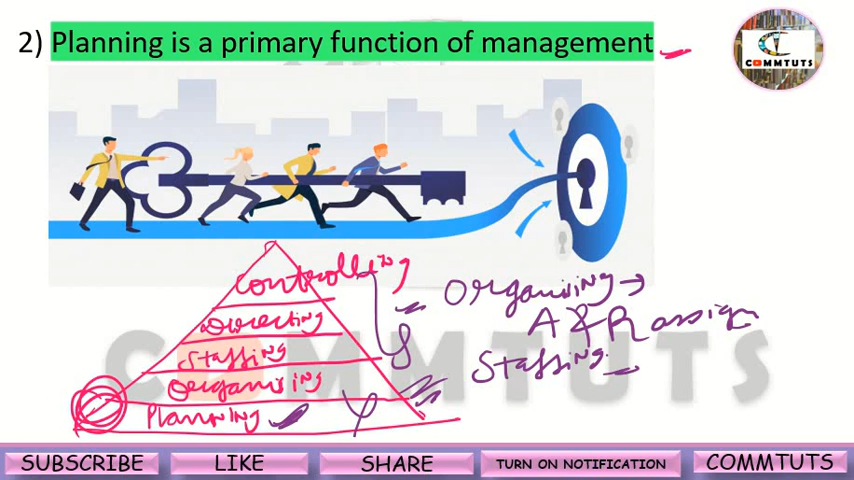 2) Planning is a primary function of management
COMMTUTS
Controlling
Directing
Staffing
Organising
Planning
Organising →
A & R assign
Staffing
COMMTUTS
SUBSCRIBE
LIKE
SHARE
TURN ON NOTIFICATION
COMMTUTS